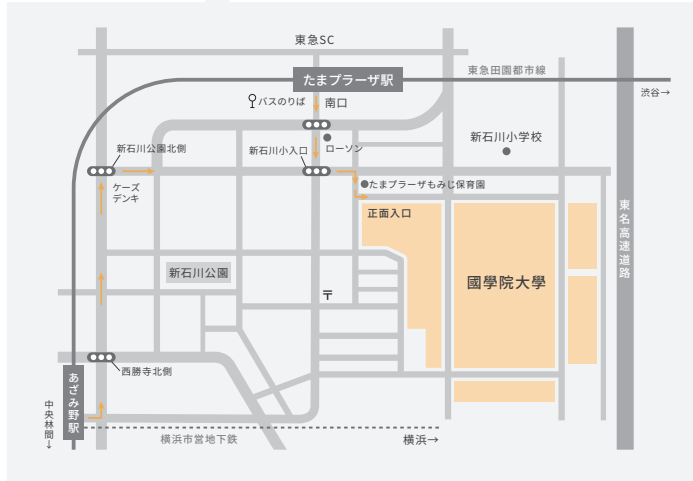 東急SC
たまプラーザ駅
東急田園都市線
渋谷→
バスのりば
南口
新石川小学校
新石川公園北側
新石川小入口
ローソン
ケーズ
デンキ
たまプラーザもみじ保育園
正面入口
東名高速道路
新石川公園
國學院大學
〒
西勝寺北側
あざみ野駅
中央林間→
横浜市営地下鉄
横浜→